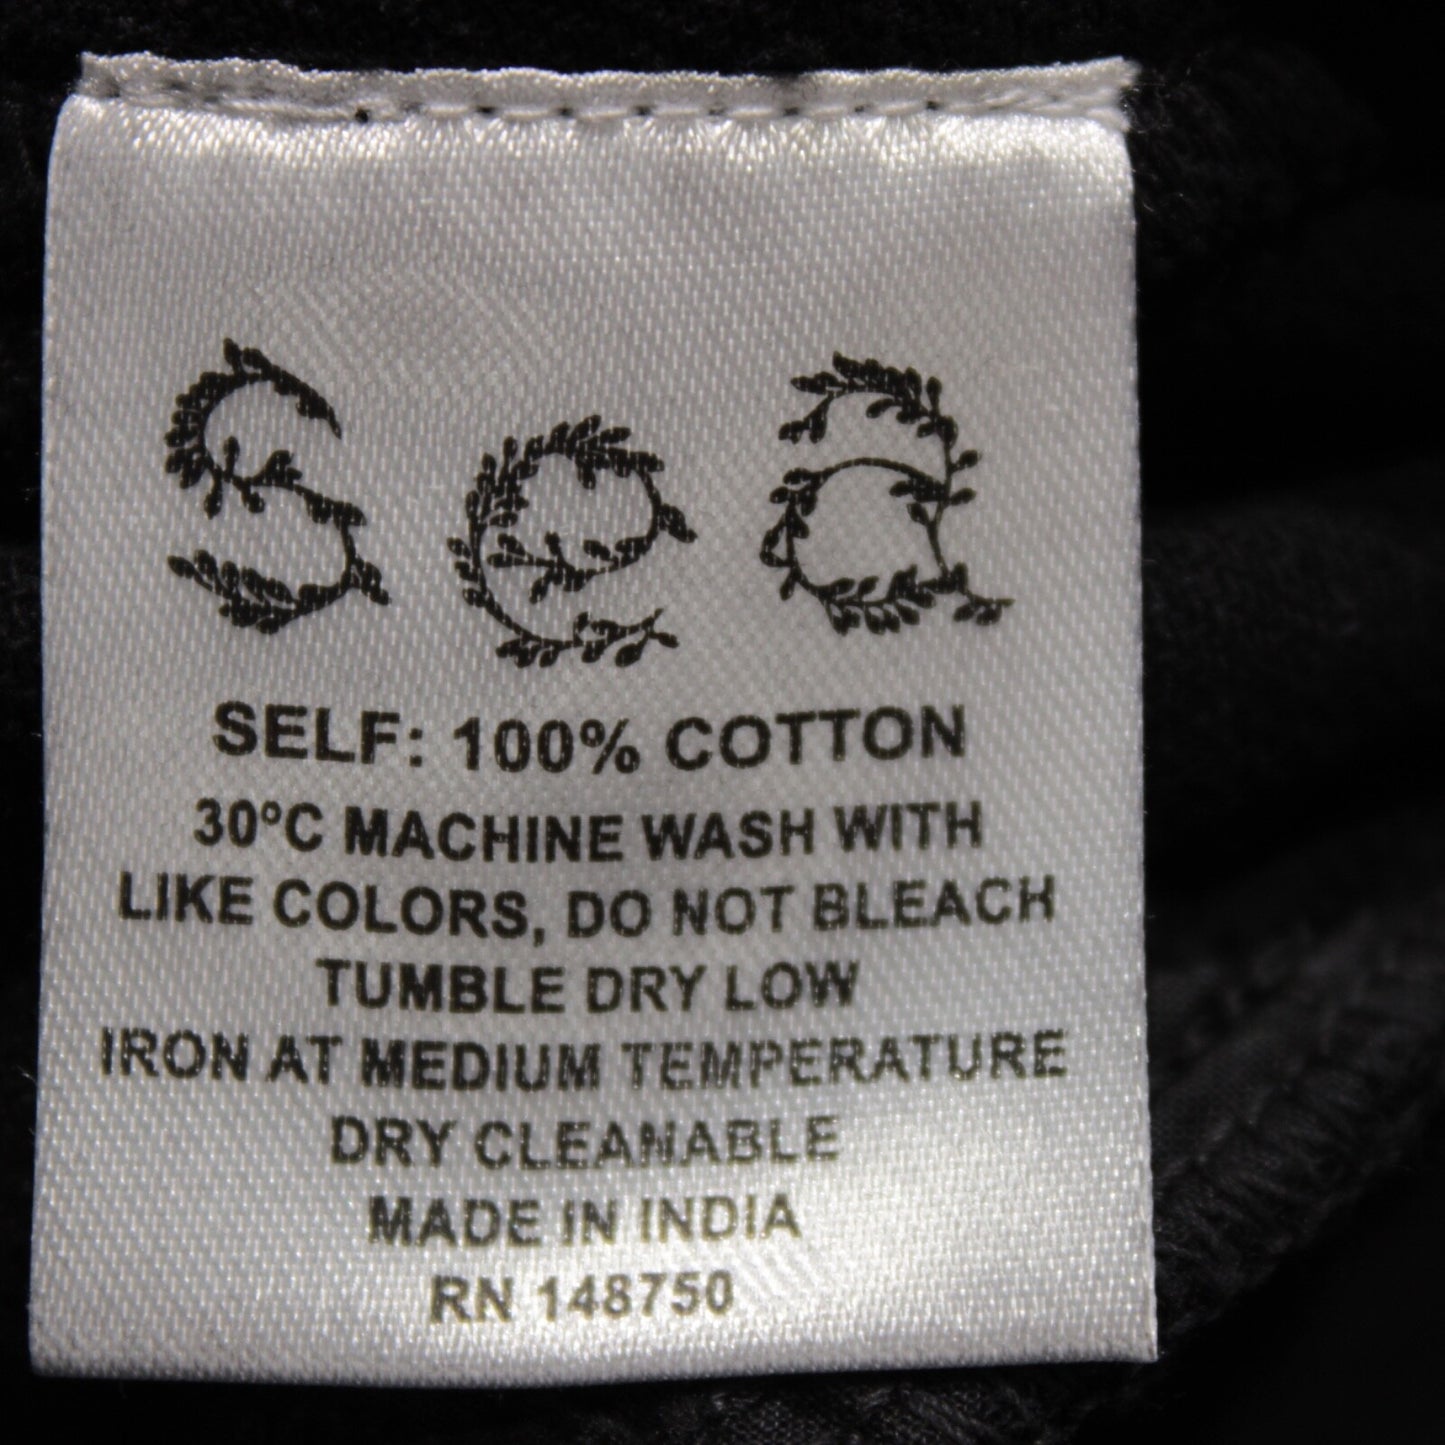 Sea
SELF: 100% COTTON
30°C MACHINE WASH WITH
LIKE COLORS, DO NOT BLEACH
TUMBLE DRY LOW
IRON AT MEDIUM TEMPERATURE
DRY CLEANABLE
MADE IN INDIA
RN 148750